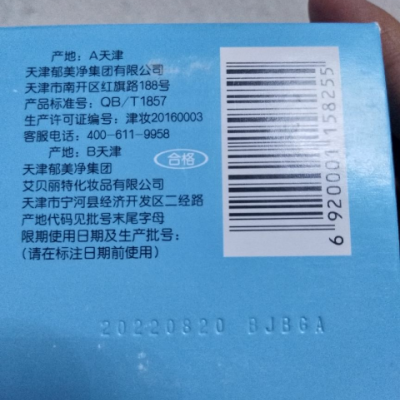 产地：A天津
天津郁美净集团有限公司
天津市南开区红旗路188号
产品标准号：QB/T1857
生产许可证编号：津妆20160003
客服电话：400-611-9958
产地：B天津
天津郁美净集团
合格
艾贝丽特化妆品有限公司
天津市宁河县经济开发区二经路
产地代码见批号末尾字母
限期使用日期及生产批号：
(请在标注日期前使用)
6920001158255
20220820 BJBGA